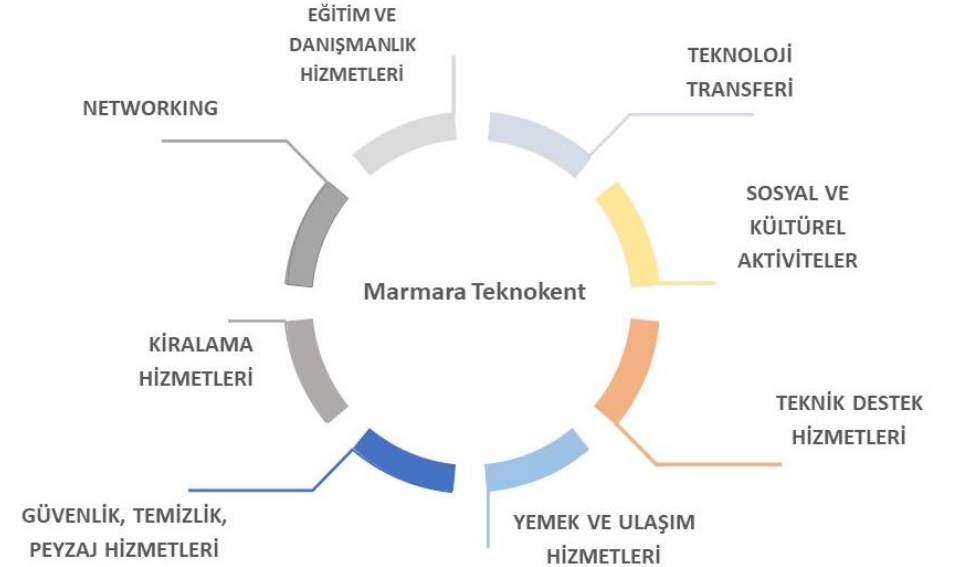 EĞİTİM VE
DANIŞMANLIK
HİZMETLERİ
TEKNOLOJİ
TRANSFERİ
NETWORKING
SOSYAL VE
KÜLTÜREL
AKTİVİTELER
Marmara Teknokent
KİRALAMA
HİZMETLERİ
TEKNİK DESTEK
HİZMETLERİ
GÜVENLİK, TEMİZLİK,
PEYZAJ HİZMETLERİ
YEMEK VE ULAŞIM
HİZMETLERİ